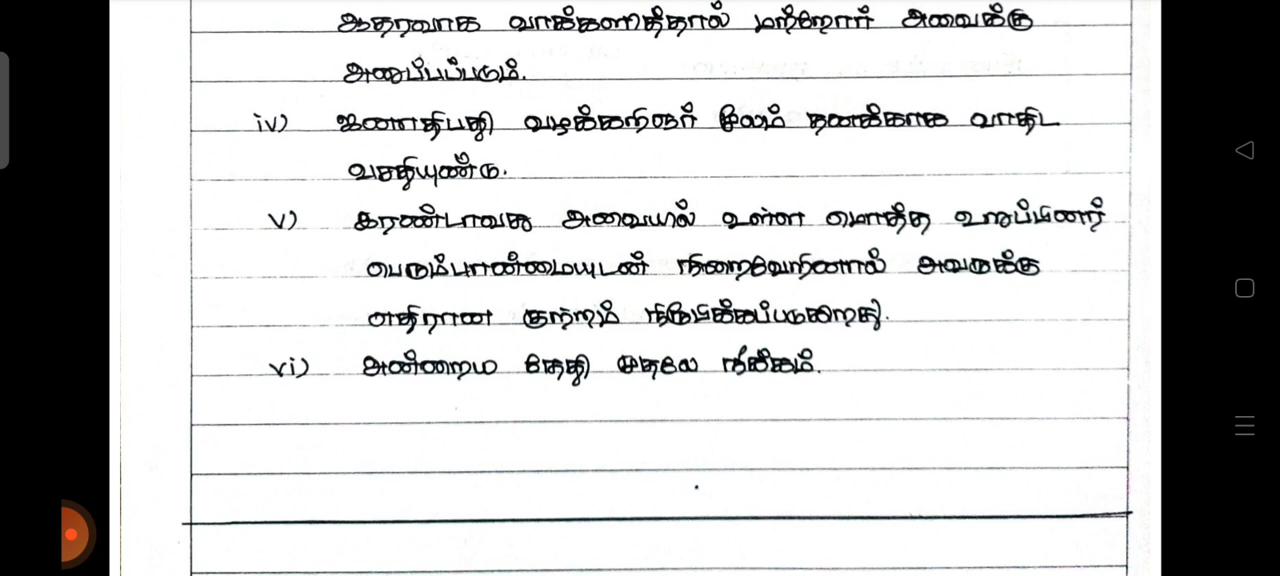 ஆதரவாக வாக்களித்தால் மற்றோர் அவைக்கு
அனுப்பப்படும்.
iv) ஜனாதிபதி வழக்கறிஞர் மூலம் தனக்காக வாதிட
வசதியுண்டு.
v) இரண்டாவது அவையில் உள்ள மொத்த உறுப்பினர்
பெரும்பான்மையுடன் நிறைவேறினால் அவருக்கு
எதிரான குற்றம் நிரூபிக்கப்படுகிறது.
vi) அன்றைய தேதி முதலே நீக்கம்.